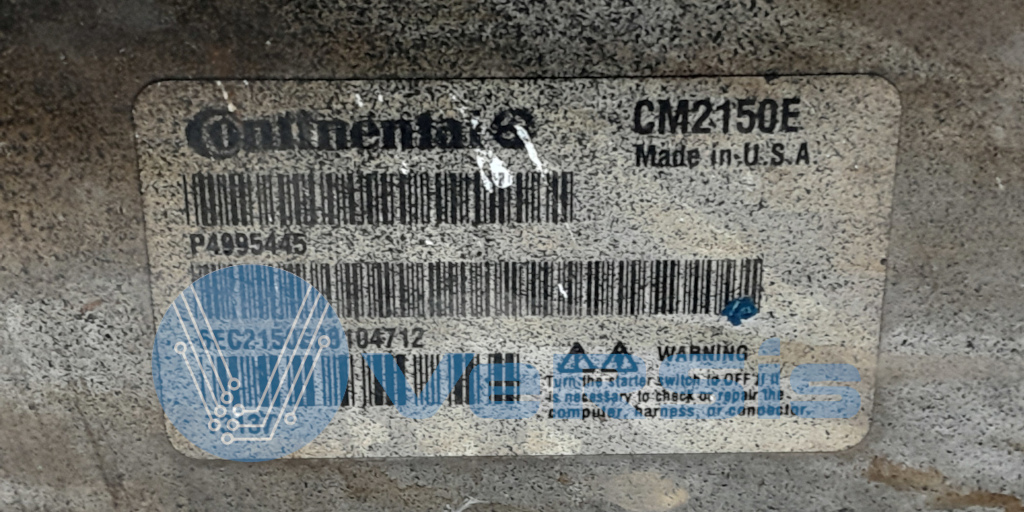 Continental
CM2150E
Made in U.S.A.
P4995445
WARNING
Turn the starter switch to OFF if it
is necessary to check or repair the
computer, harness, or connector.